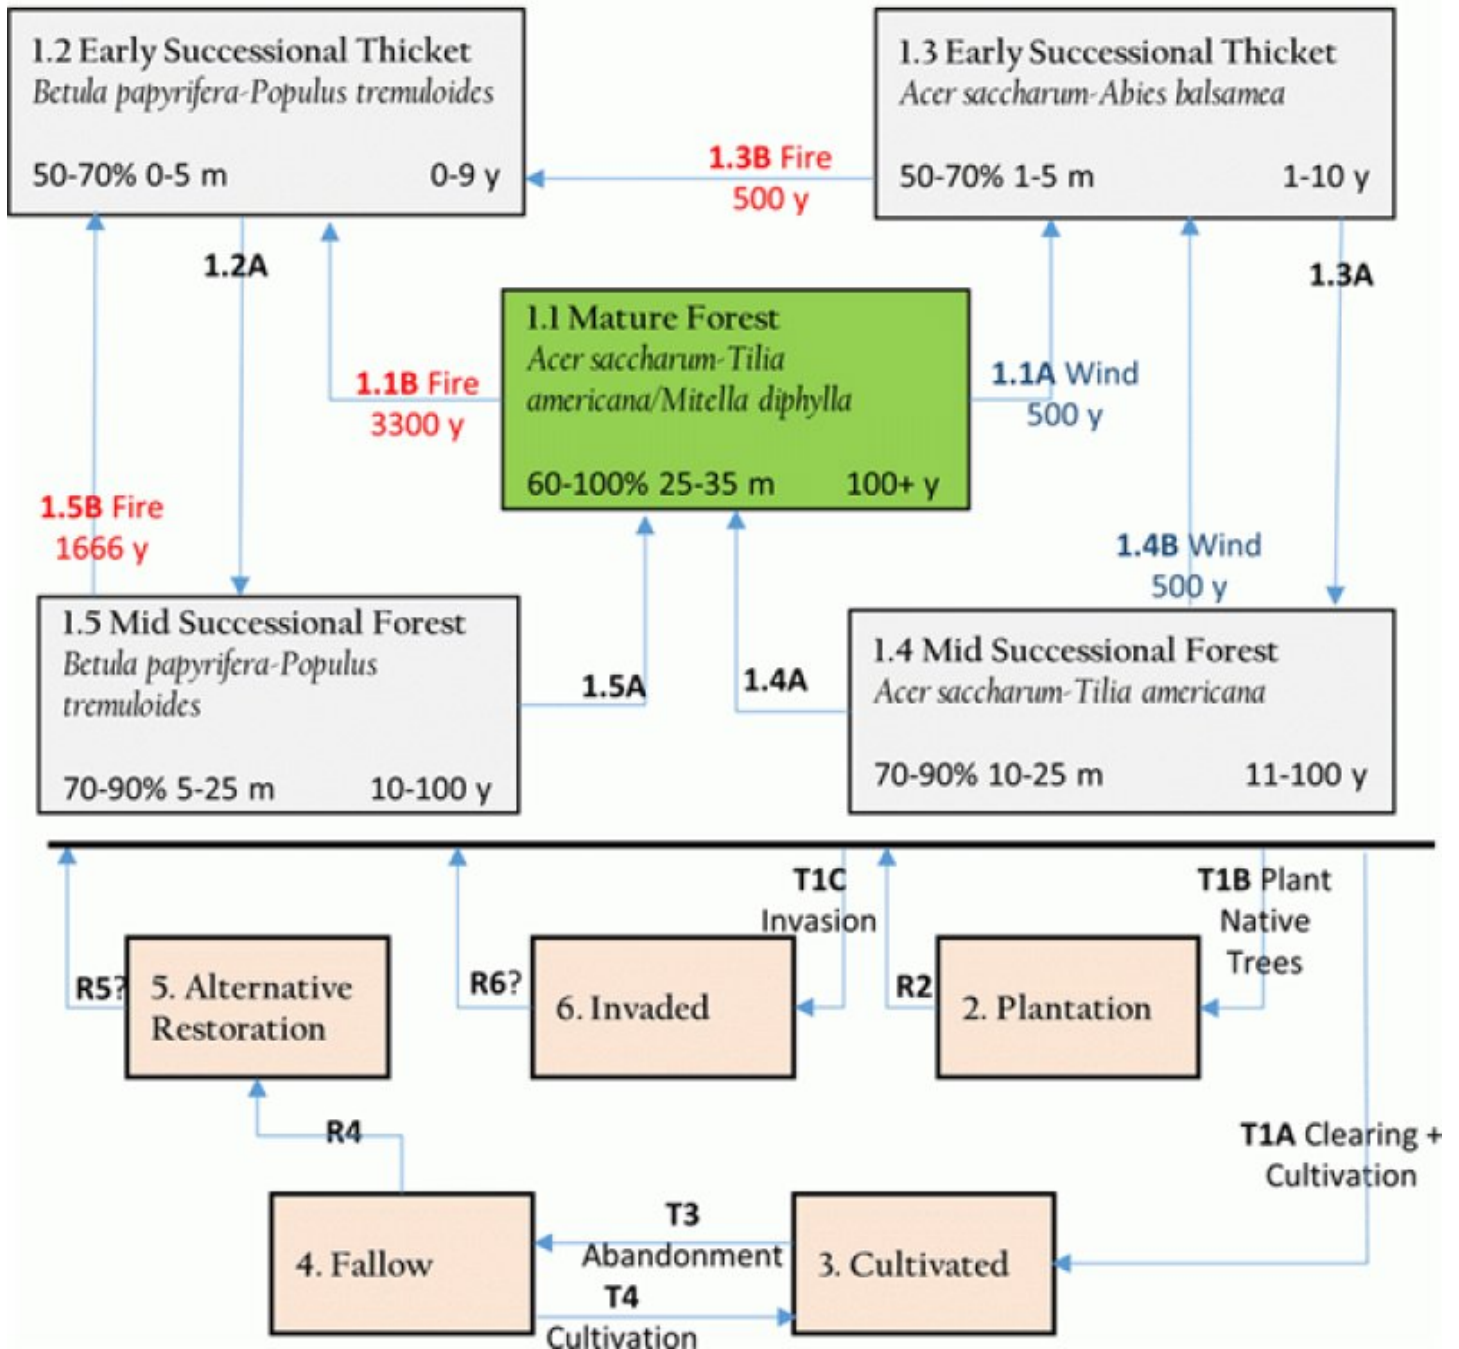 1.2 Early Successional Thicket
Betula papyrifera-Populus tremuloides
50-70% 0-5 m 0-9 y
1.3 Early Successional Thicket
Acer saccharum-Abies balsamea
50-70% 1-5 m 1-10 y
1.3B Fire
500 y
1.2A
1.3A
1.1 Mature Forest
Acer saccharum-Tilia
americana/Mitella diphylla
60-100% 25-35 m 100+ y
1.1B Fire
3300 y
1.1A Wind
500 y
1.5B Fire
1666 y
1.4B Wind
500 y
1.5 Mid Successional Forest
Betula papyrifera-Populus
tremuloides
70-90% 5-25 m 10-100 y
1.5A
1.4A
1.4 Mid Successional Forest
Acer saccharum-Tilia americana
70-90% 10-25 m 11-100 y
T1C
Invasion
T1B Plant
Native
Trees
R5?
5. Alternative
Restoration
R6?
6. Invaded
R2
2. Plantation
R4
T1A Clearing +
Cultivation
4. Fallow
T3
Abandonment
T4
Cultivation
3. Cultivated